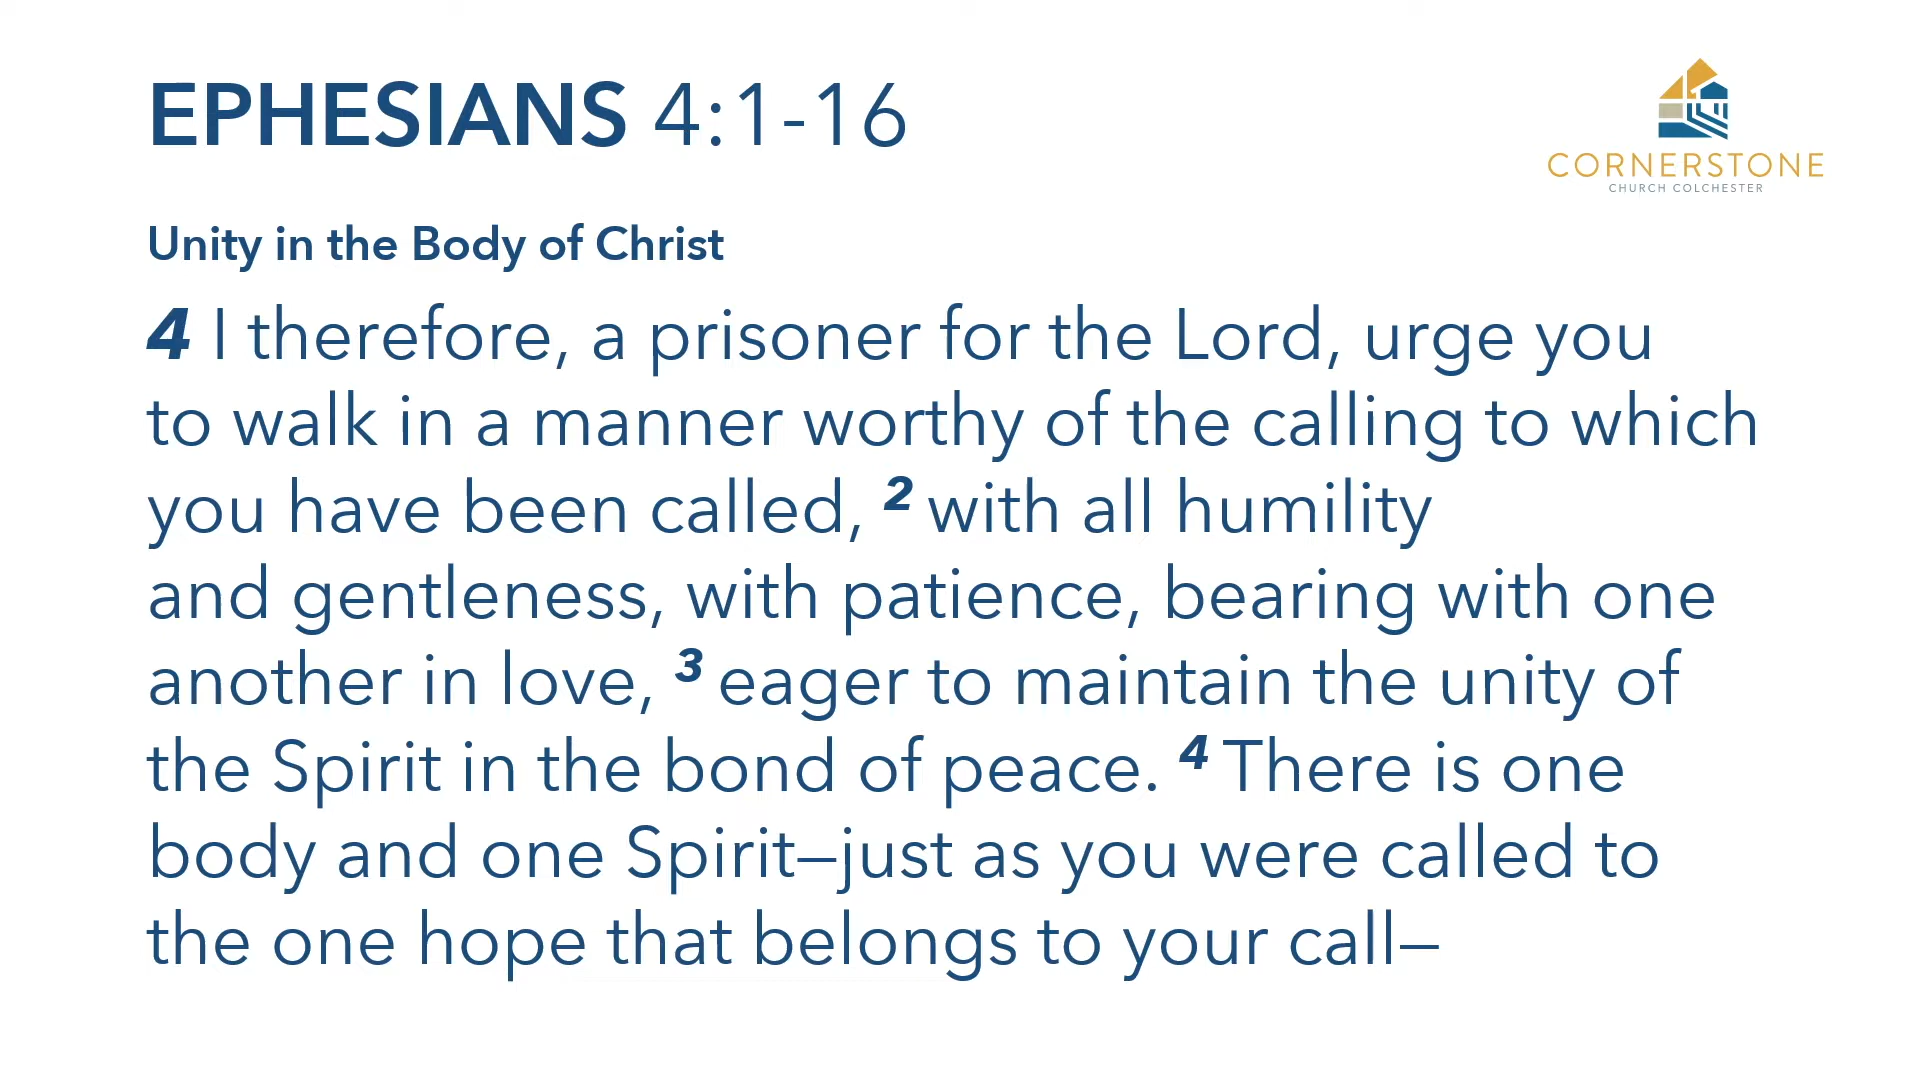 EPHESIANS 4:1-16
CORNERSTONE
CHURCH COLCHESTER
Unity in the Body of Christ
4 I therefore, a prisoner for the Lord, urge you
to walk in a manner worthy of the calling to which
you have been called, 2 with all humility
and gentleness, with patience, bearing with one
another in love, 3 eager to maintain the unity of
the Spirit in the bond of peace. 4 There is one
body and one Spirit—just as you were called to
the one hope that belongs to your call—